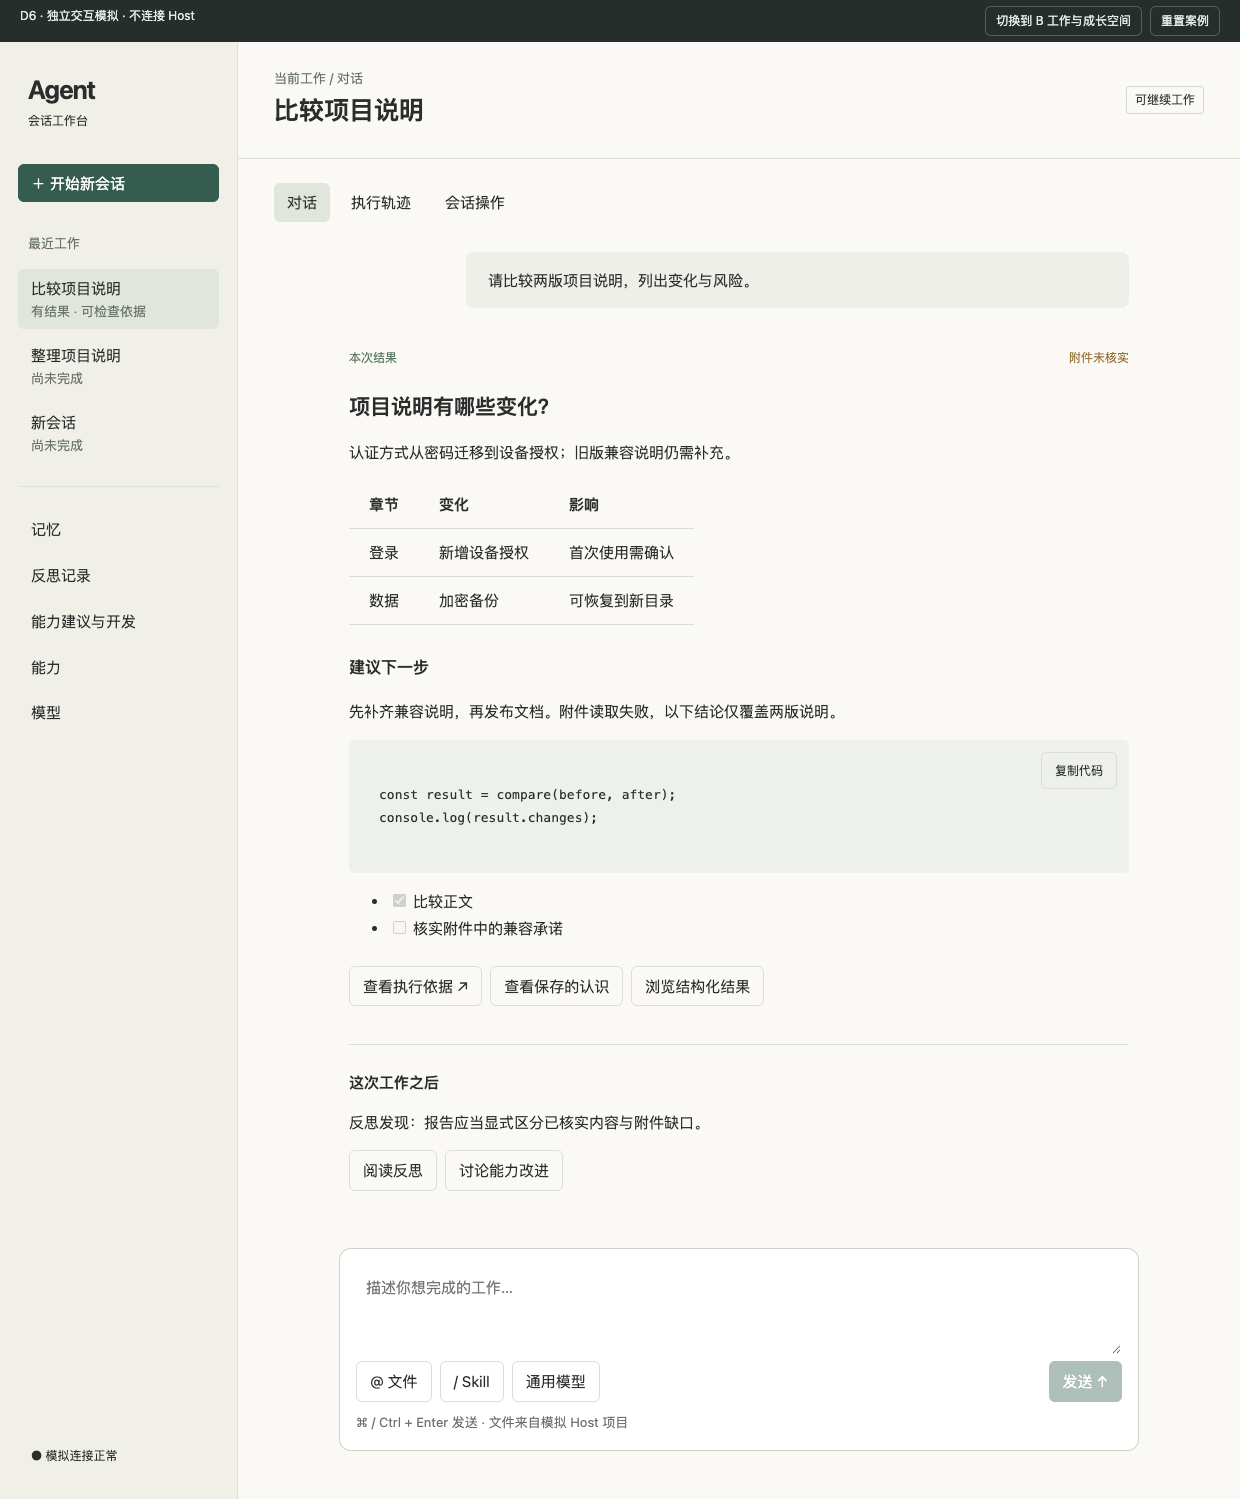 D6 · 独立交互模拟 · 不连接 Host
切换到 B 工作与成长空间
重置案例
Agent
会话工作台
+ 开始新会话
最近工作
比较项目说明
有结果 · 可检查依据
整理项目说明
尚未完成
新会话
尚未完成
记忆
反思记录
能力建议与开发
能力
模型
● 模拟连接正常
当前工作 / 对话
比较项目说明
可继续工作
对话
执行轨迹
会话操作
请比较两版项目说明，列出变化与风险。
本次结果
附件未核实
项目说明有哪些变化？
认证方式从密码迁移到设备授权；旧版兼容说明仍需补充。
章节 变化 影响
登录 新增设备授权 首次使用需确认
数据 加密备份 可恢复到新目录
建议下一步
先补齐兼容说明，再发布文档。附件读取失败，以下结论仅覆盖两版说明。
复制代码
const result = compare(before, after);
console.log(result.changes);
比较正文
核实附件中的兼容承诺
查看执行依据 ↗
查看保存的认识
浏览结构化结果
这次工作之后
反思发现：报告应当显式区分已核实内容与附件缺口。
阅读反思
讨论能力改进
描述你想完成的工作...
@ 文件
/ Skill
通用模型
发送 ↑
⌘ / Ctrl + Enter 发送 · 文件来自模拟 Host 项目